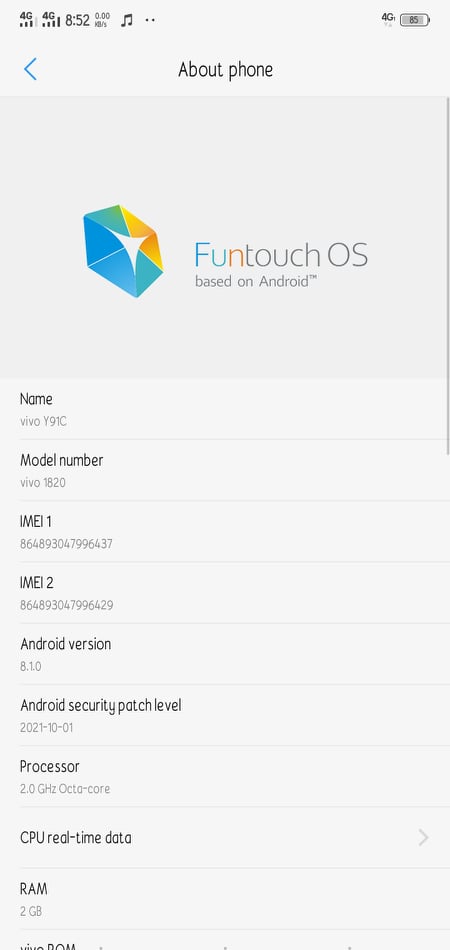 4G 4G 8:52 0.00 KB/s 4G 85
About phone
Funtouch OS
based on Android™
Name
vivo Y91C
Model number
vivo 1820
IMEI 1
864893047996437
IMEI 2
864893047996429
Android version
8.1.0
Android security patch level
2021-10-01
Processor
2.0 GHz Octa-core
CPU real-time data
RAM
2 GB
vivo ROM